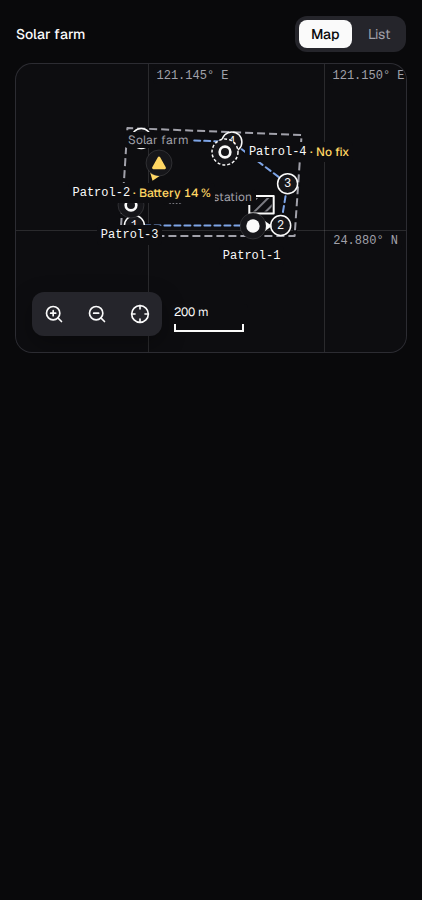 Solar farm
Map
List
121.145° E
121.150° E
Solar farm
4
Patrol-4 · No fix
3
Patrol-2 · Battery 14 %
station
1
2
Patrol-3
24.880° N
Patrol-1
200 m